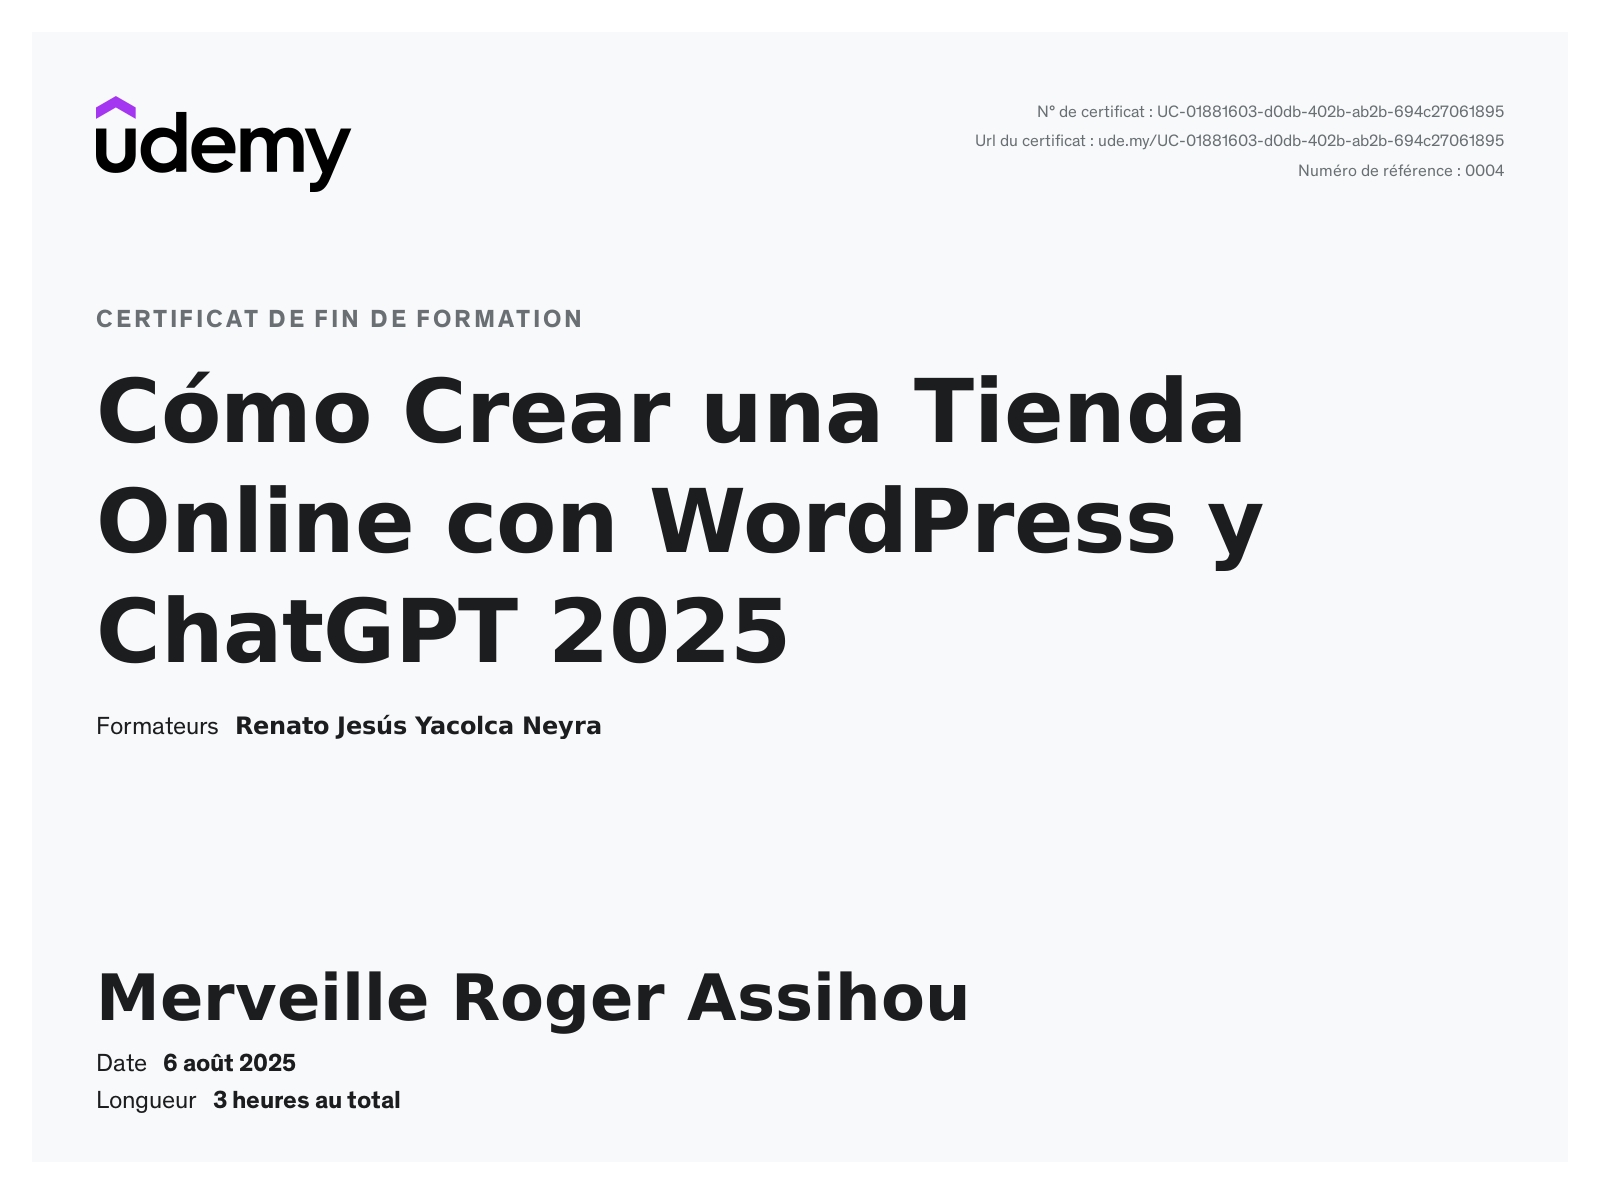 udemy
N° de certificat : UC-01881603-d0db-402b-ab2b-694c27061895
Url du certificat : ude.my/UC-01881603-d0db-402b-ab2b-694c27061895
Numéro de référence : 0004
CERTIFICAT DE FIN DE FORMATION
Cómo Crear una Tienda
Online con WordPress y
ChatGPT 2025
Formateurs Renato Jesús Yacolca Neyra
Merveille Roger Assihou
Date 6 août 2025
Longueur 3 heures au total